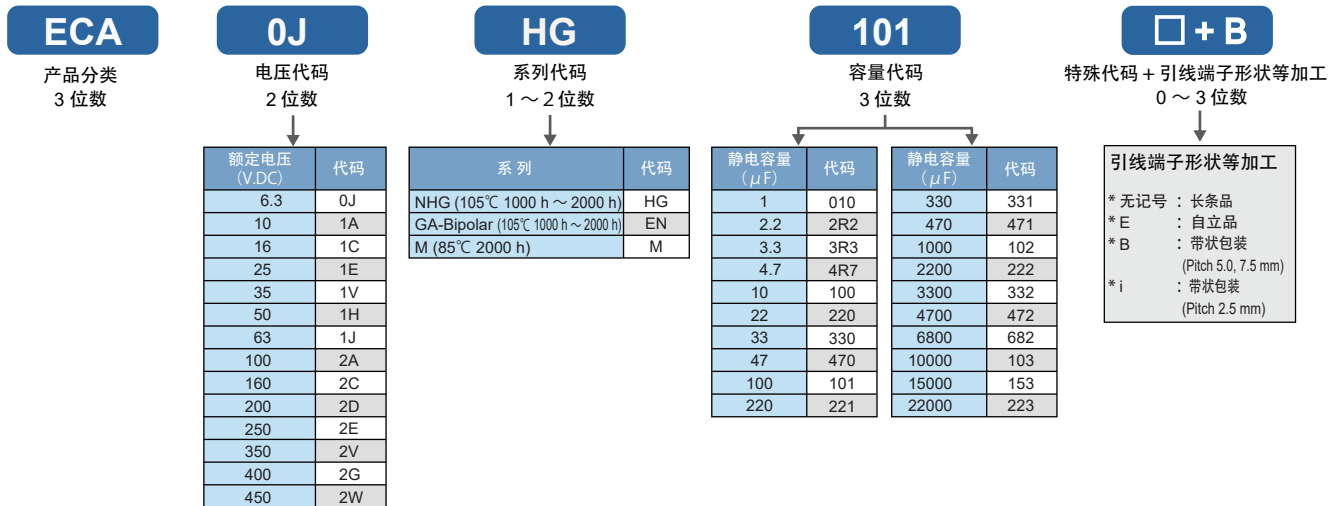 ECA
产品分类
3 位数
0J
电压代码
2 位数
额定电压
(V.DC)
代码
6.3 0J
10 1A
16 1C
25 1E
35 1V
50 1H
63 1J
100 2A
160 2C
200 2D
250 2E
350 2V
400 2G
450 2W
HG
系列代码
1～2 位数
系 列 代码
NHG (105℃ 1000 h～2000 h) HG
GA-Bipolar (105℃ 1000 h～2000 h) EN
M (85℃ 2000 h) M
101
容量代码
3 位数
静电容量
(μF)
代码
1 010
2.2 2R2
3.3 3R3
4.7 4R7
10 100
22 220
33 330
47 470
100 101
220 221
静电容量
(μF)
代码
330 331
470 471
1000 102
2200 222
3300 332
4700 472
6800 682
10000 103
15000 153
22000 223
□+B
特殊代码+引线端子形状等加工
0～3 位数
引线端子形状等加工
* 无记号 ：长条品
* E ：自立品
* B ：带状包装
(Pitch 5.0, 7.5 mm)
* i ：带状包装
(Pitch 2.5 mm)